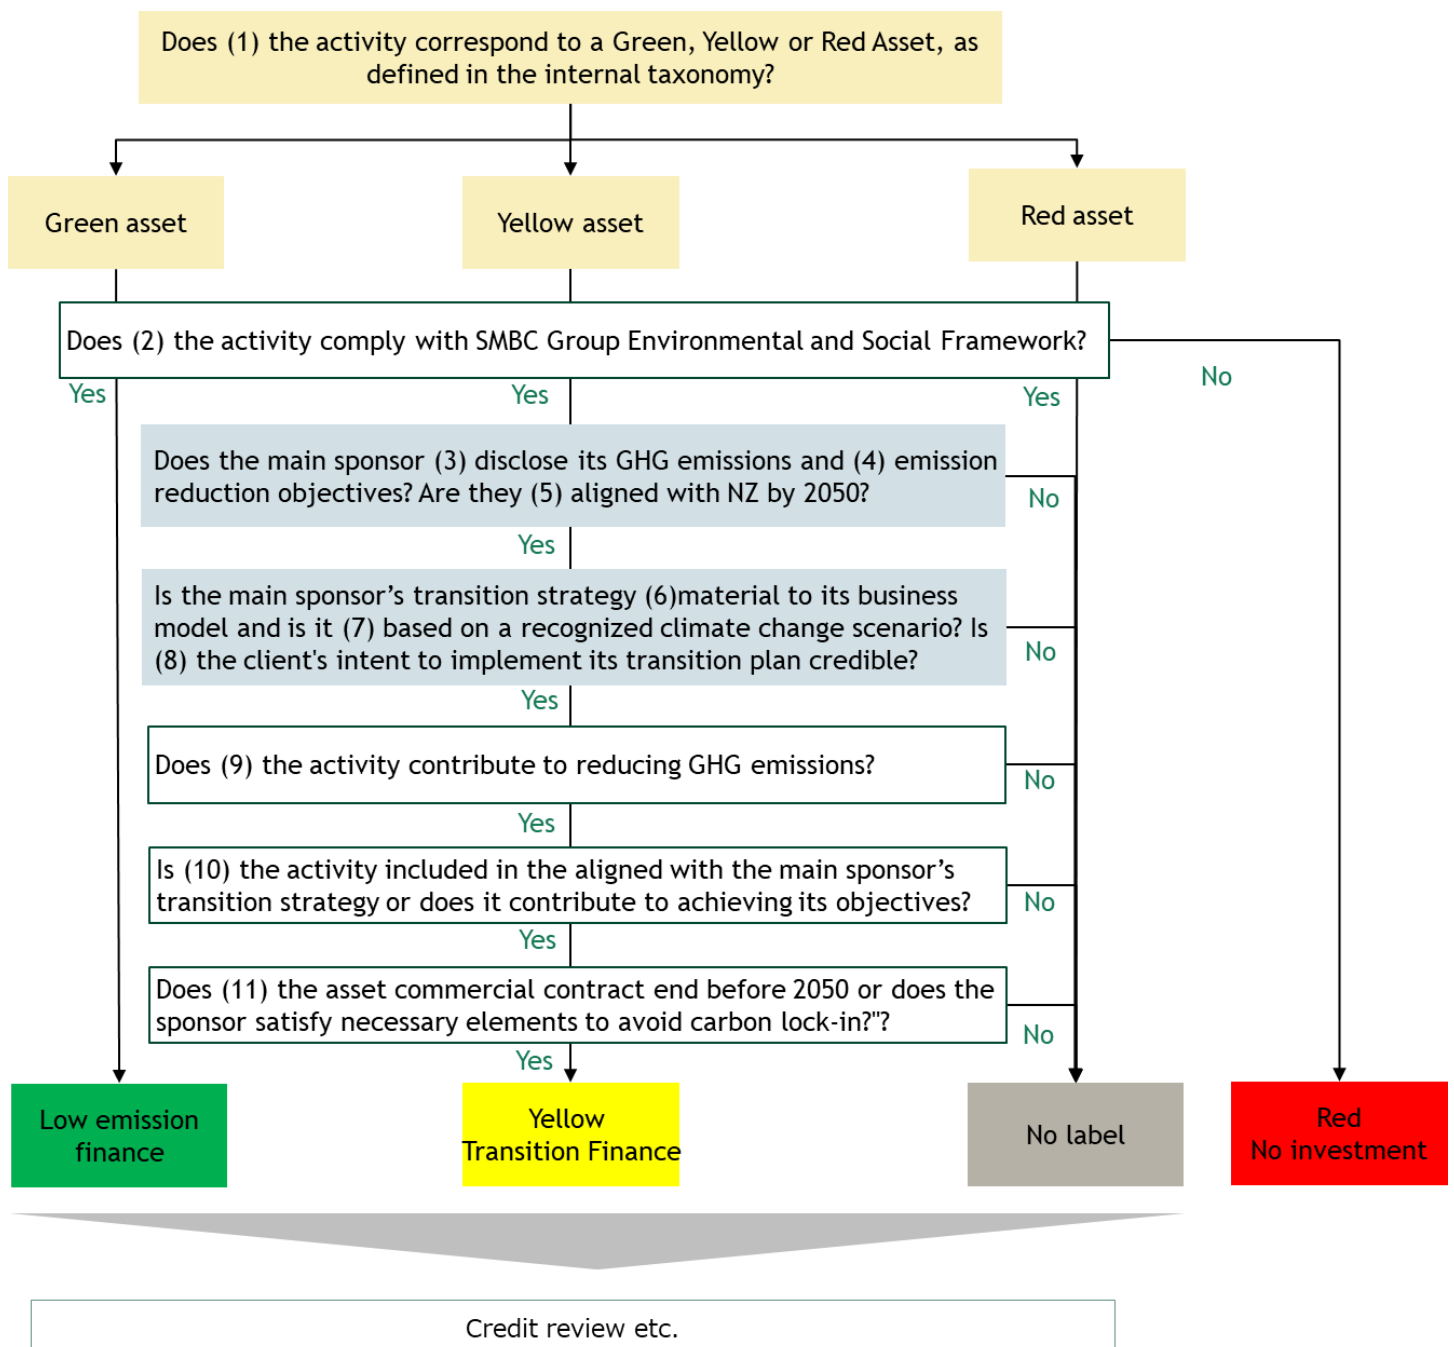 Does (1) the activity correspond to a Green, Yellow or Red Asset, as
defined in the internal taxonomy?
Green asset
Yellow asset
Red asset
Does (2) the activity comply with SMBC Group Environmental and Social Framework?
No
Yes
Yes
Yes
Does the main sponsor (3) disclose its GHG emissions and (4) emission
reduction objectives? Are they (5) aligned with NZ by 2050?
No
Yes
Is the main sponsor’s transition strategy (6)material to its business
model and is it (7) based on a recognized climate change scenario? Is
(8) the client's intent to implement its transition plan credible?
No
Yes
Does (9) the activity contribute to reducing GHG emissions?
No
Yes
Is (10) the activity included in the aligned with the main sponsor’s
transition strategy or does it contribute to achieving its objectives?
No
Yes
Does (11) the asset commercial contract end before 2050 or does the
sponsor satisfy necessary elements to avoid carbon lock-in?"?
No
Yes
Low emission
finance
Yellow
Transition Finance
No label
Red
No investment
Credit review etc.